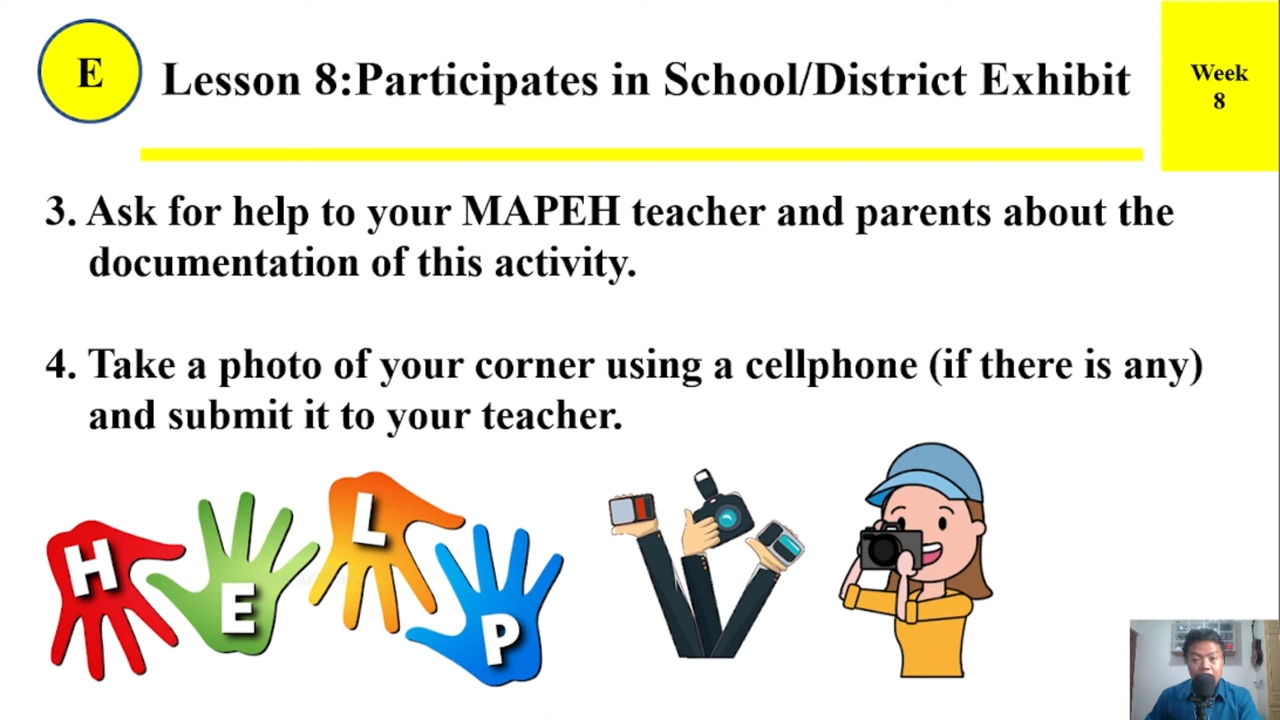 E
Lesson 8:Participates in School/District Exhibit
Week
8
3. Ask for help to your MAPEH teacher and parents about the
documentation of this activity.
4. Take a photo of your corner using a cellphone (if there is any)
and submit it to your teacher.
H E L P